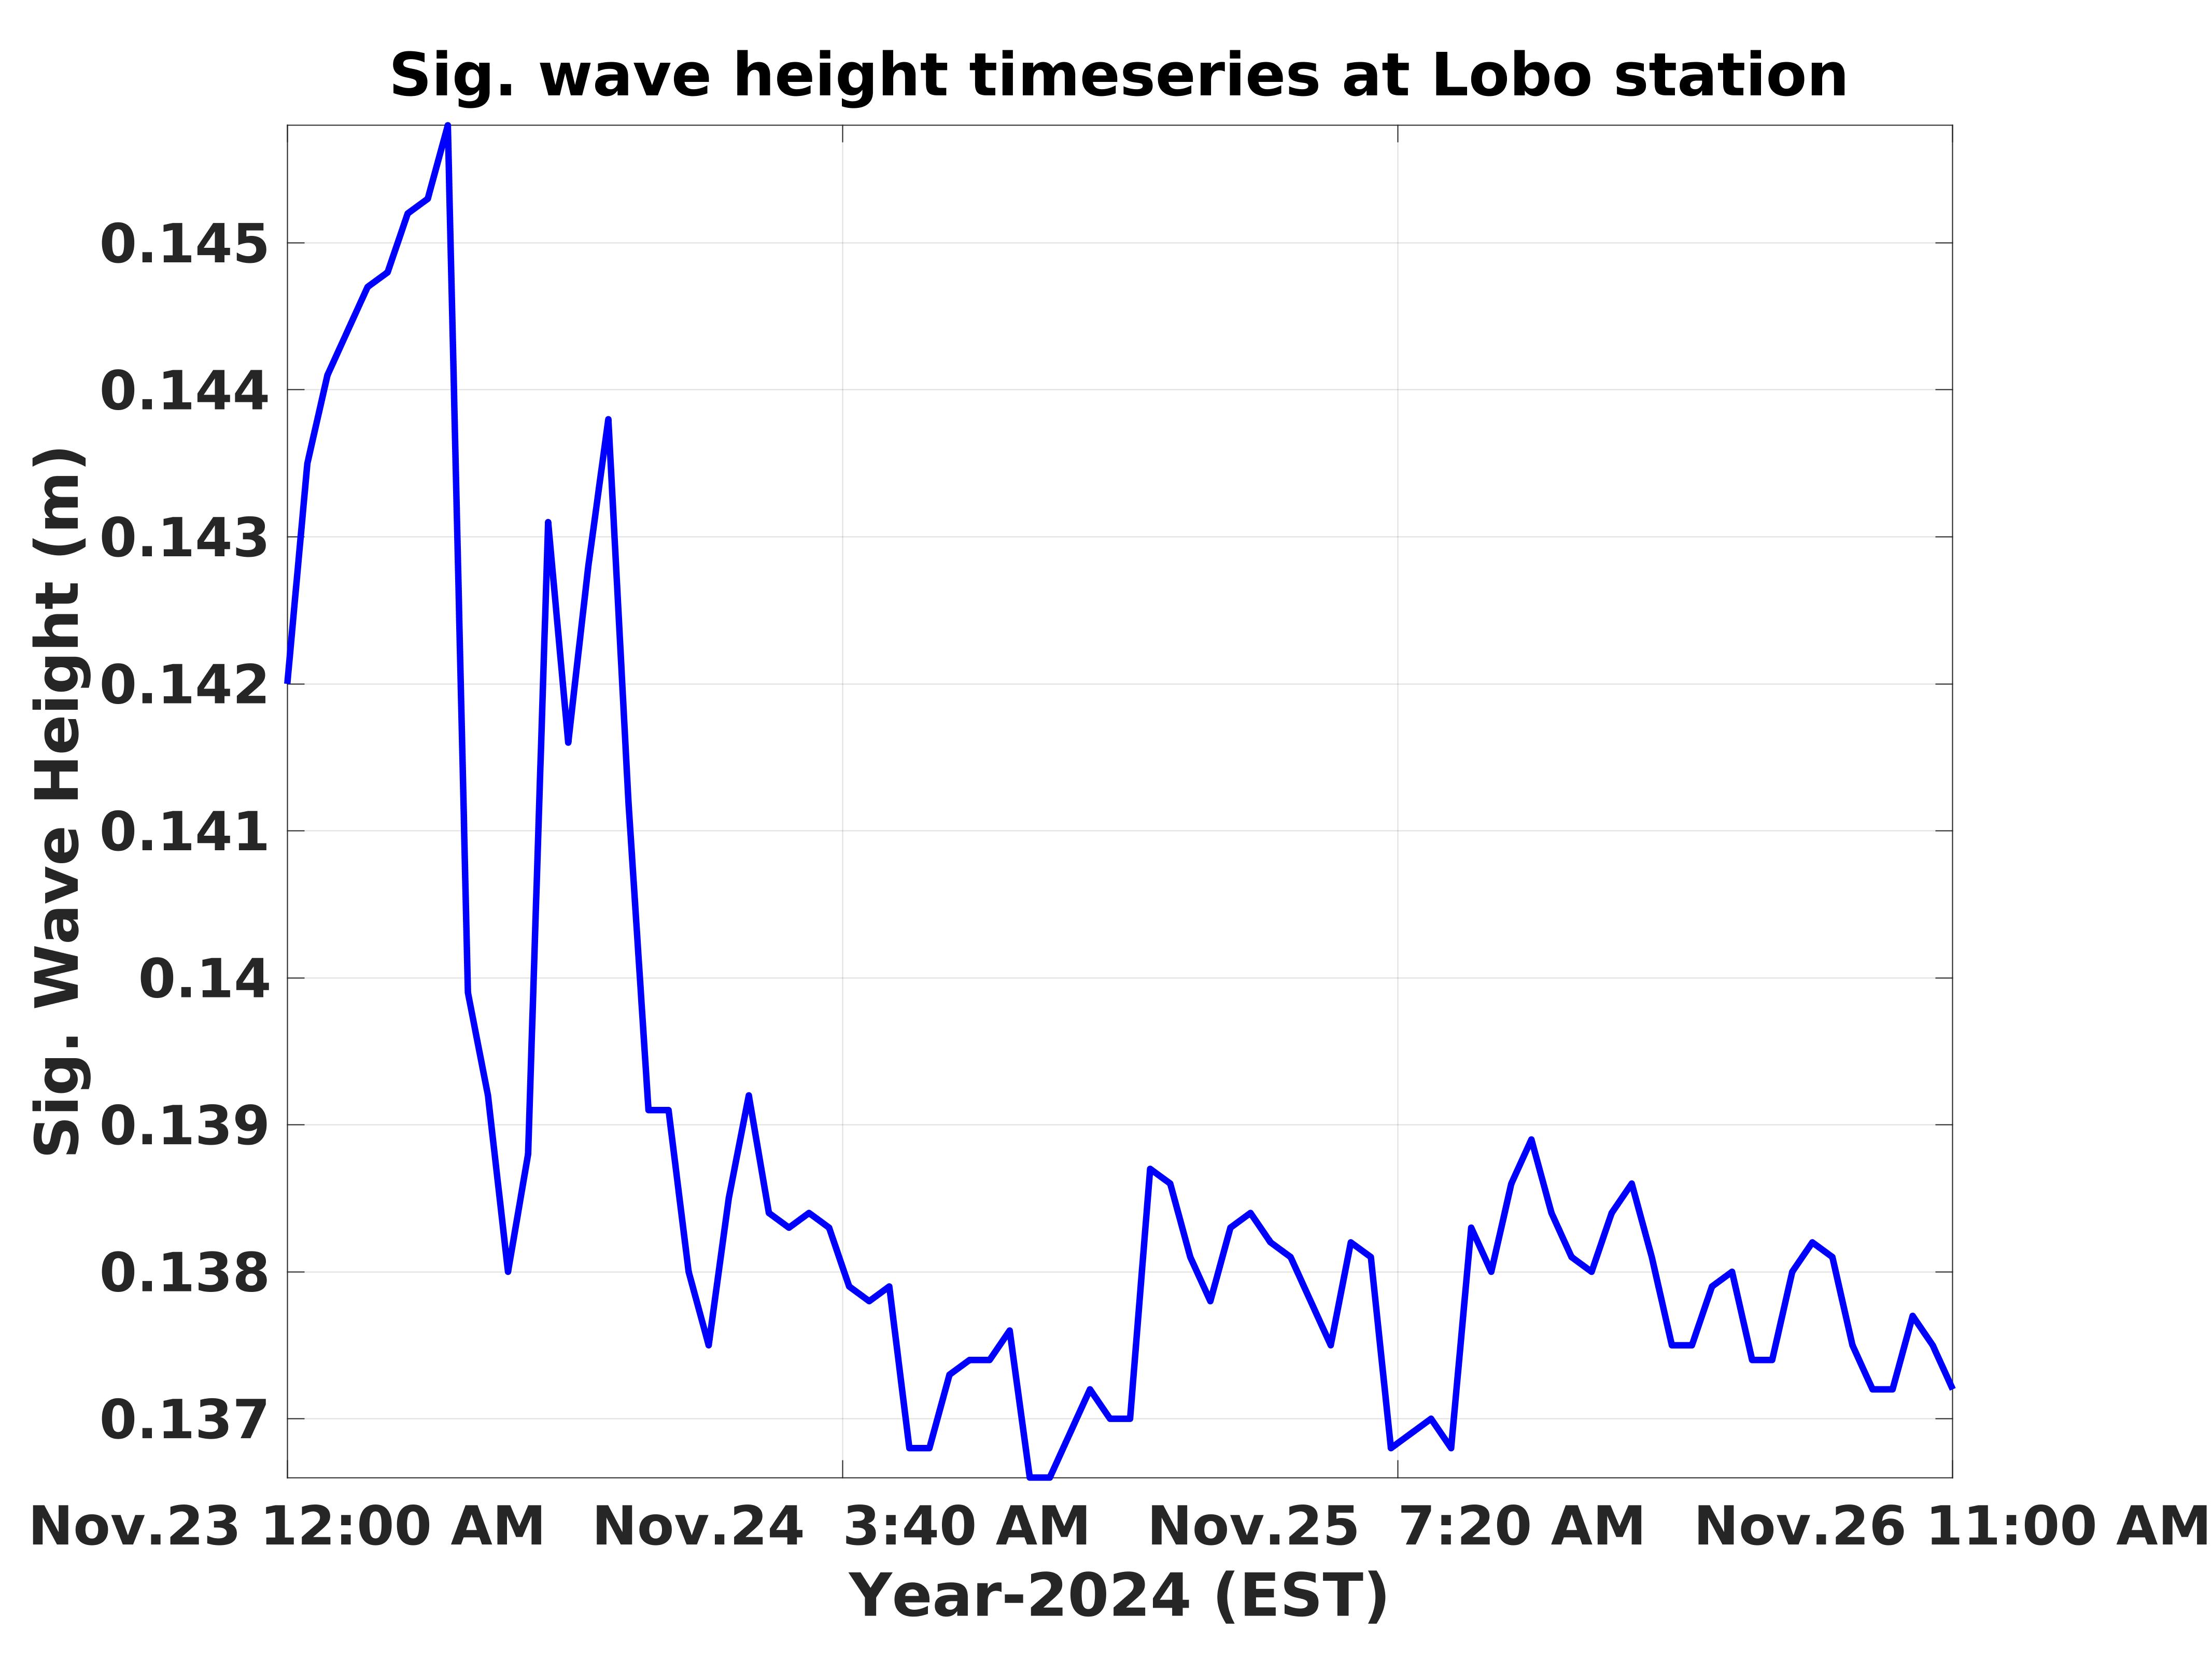 Sig. wave height timeseries at Lobo station
Sig. Wave Height (m)
0.145
0.144
0.143
0.142
0.141
0.14
0.139
0.138
0.137
Nov.23 12:00 AM Nov.24 3:40 AM Nov.25 7:20 AM Nov.26 11:00 AM
Year-2024 (EST)